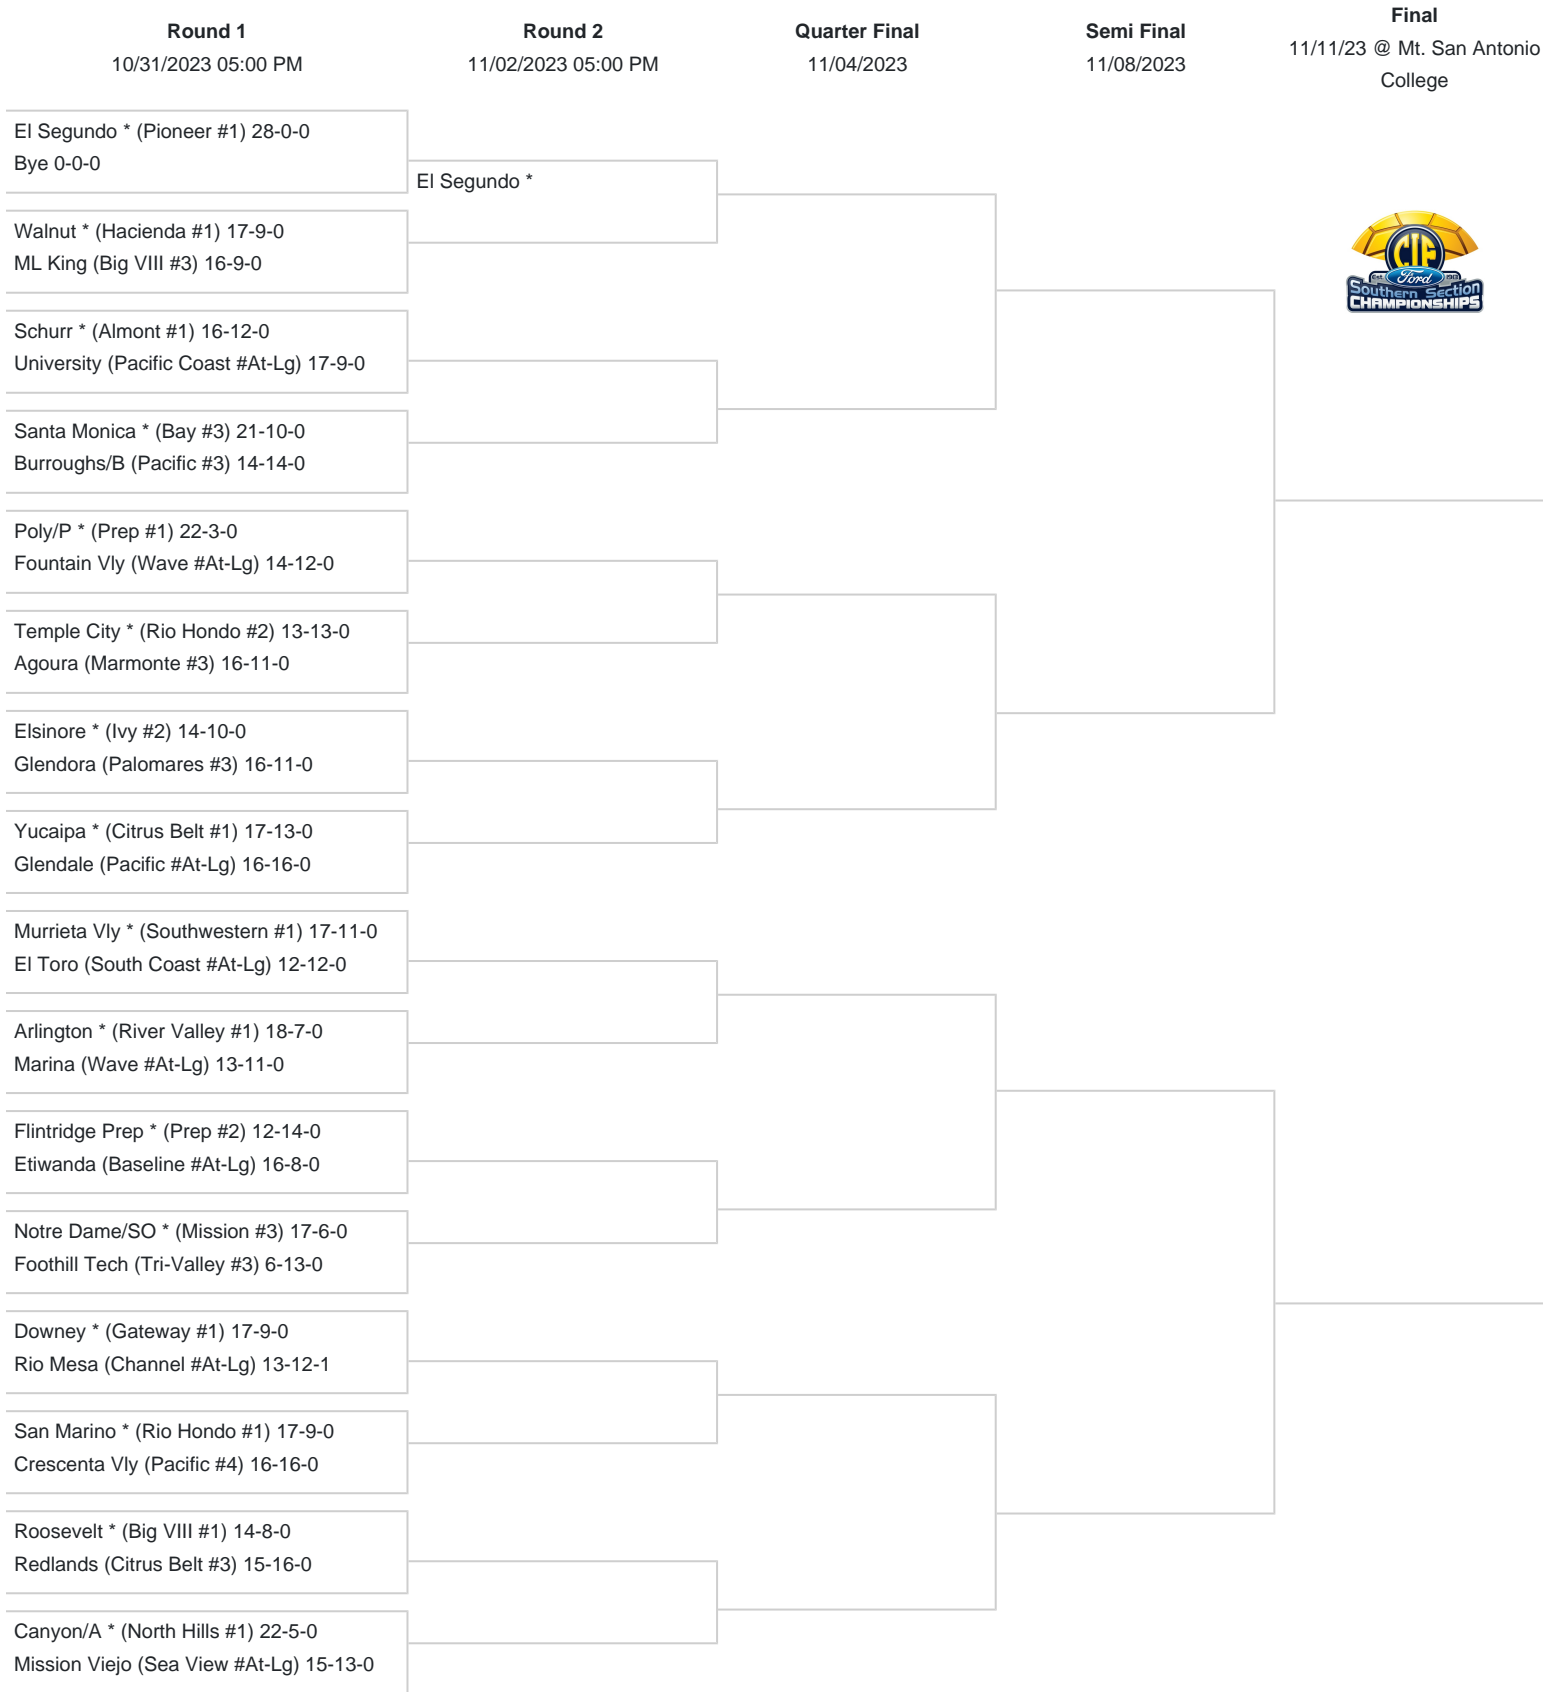 Round 1
10/31/2023 05:00 PM
Round 2
11/02/2023 05:00 PM
Quarter Final
11/04/2023
Semi Final
11/08/2023
Final
11/11/23 @ Mt. San Antonio
College
El Segundo * (Pioneer #1) 28-0-0
Bye 0-0-0
El Segundo *
Walnut * (Hacienda #1) 17-9-0
ML King (Big VIII #3) 16-9-0
CIF
Ford
Southern Section
CHAMPIONSHIPS
Schurr * (Almont #1) 16-12-0
University (Pacific Coast #At-Lg) 17-9-0
Santa Monica * (Bay #3) 21-10-0
Burroughs/B (Pacific #3) 14-14-0
Poly/P * (Prep #1) 22-3-0
Fountain Vly (Wave #At-Lg) 14-12-0
Temple City * (Rio Hondo #2) 13-13-0
Agoura (Marmonte #3) 16-11-0
Elsinore * (Ivy #2) 14-10-0
Glendora (Palomares #3) 16-11-0
Yucaipa * (Citrus Belt #1) 17-13-0
Glendale (Pacific #At-Lg) 16-16-0
Murrieta Vly * (Southwestern #1) 17-11-0
El Toro (South Coast #At-Lg) 12-12-0
Arlington * (River Valley #1) 18-7-0
Marina (Wave #At-Lg) 13-11-0
Flintridge Prep * (Prep #2) 12-14-0
Etiwanda (Baseline #At-Lg) 16-8-0
Notre Dame/SO * (Mission #3) 17-6-0
Foothill Tech (Tri-Valley #3) 6-13-0
Downey * (Gateway #1) 17-9-0
Rio Mesa (Channel #At-Lg) 13-12-1
San Marino * (Rio Hondo #1) 17-9-0
Crescenta Vly (Pacific #4) 16-16-0
Roosevelt * (Big VIII #1) 14-8-0
Redlands (Citrus Belt #3) 15-16-0
Canyon/A * (North Hills #1) 22-5-0
Mission Viejo (Sea View #At-Lg) 15-13-0